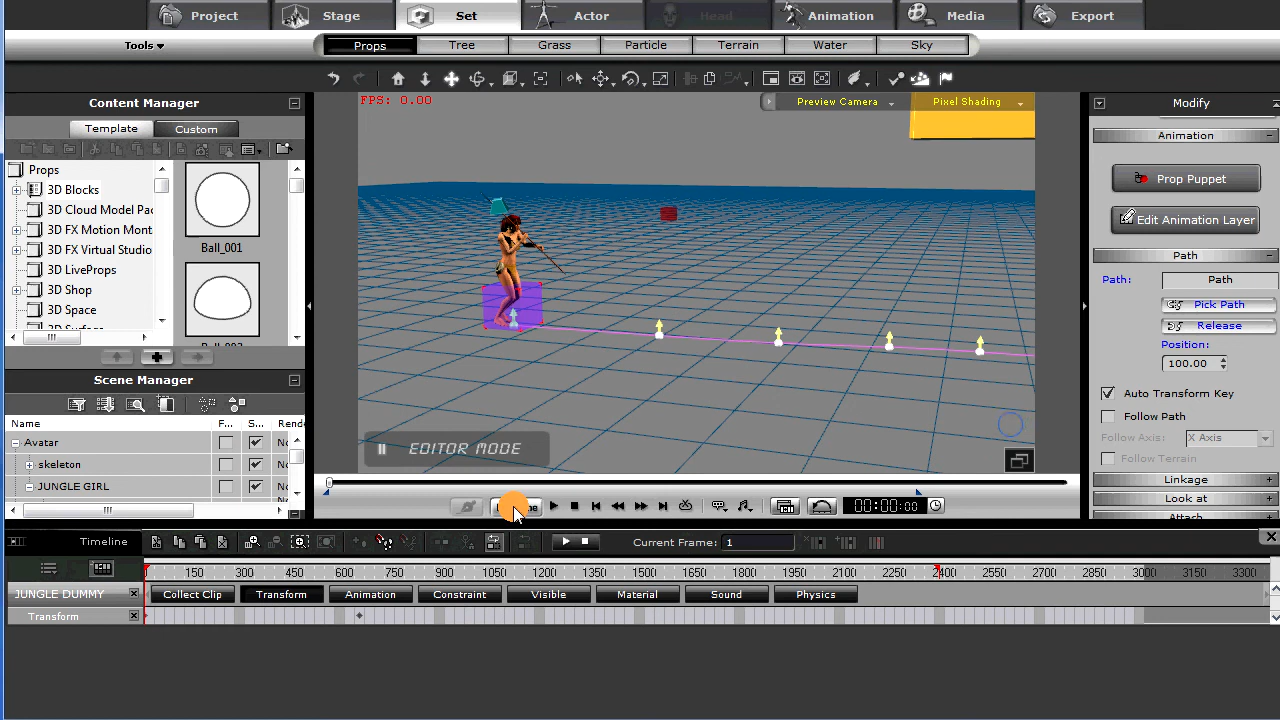 Project Stage Set Actor Head Animation Media Export
Tools Props Tree Grass Particle Terrain Water Sky
Content Manager
Template Custom
Props
3D Blocks
3D Cloud Model Pac
3D FX Motion Mont
3D FX Virtual Studio
3D LiveProps
3D Shop
3D Space
Ball_001
Scene Manager
Name F... S... Rende
Avatar
skeleton
JUNGLE GIRL
FPS: 0.00
Preview Camera Pixel Shading
EDITOR MODE
00:00:00
Modify
Animation
Prop Puppet
Edit Animation Layer
Path
Path: Path
Pick Path
Release
Position:
100.00
Auto Transform Key
Follow Path
Follow Axis: X Axis
Follow Terrain
Linkage
Look at
Timeline Current Frame: 1
150 300 450 600 750 900 1050 1200 1350 1500 1650 1800 1950 2100 2250 2400 2550 2700 2850 3000 3150 3300
JUNGLE DUMMY Collect Clip Transform Animation Constraint Visible Material Sound Physics
Transform